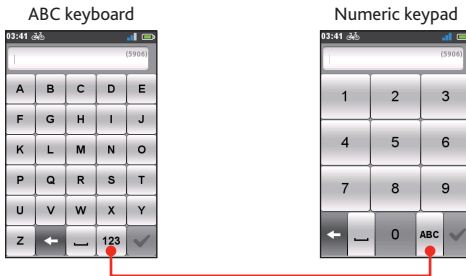 ABC keyboard
03:41
(5906)
A B C D E
F G H I J
K L M N O
P Q R S T
U V W X Y
Z 123
Numeric keypad
03:41
(5906)
1 2 3
4 5 6
7 8 9
0 ABC